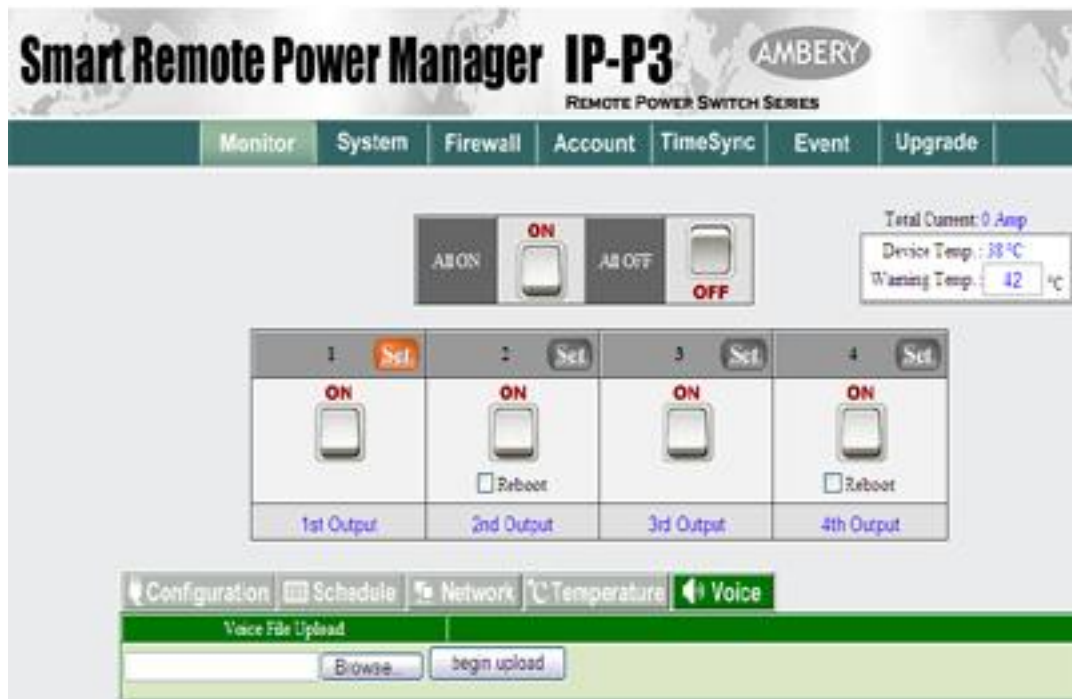 Smart Remote Power Manager IP-P3 AMBERY
REMOTE POWER SWITCH SERIES
Monitor System Firewall Account TimeSync Event Upgrade
Total Current: 0 Amp
Device Temp. : 38 °C
Warning Temp. : 42 °C
All ON ON All OFF OFF
1 Set 2 Set 3 Set 4 Set
ON ON ON ON
Reboot Reboot
1st Output 2nd Output 3rd Output 4th Output
Configuration Schedule Network °C Temperature Voice
Voice File Upload
Browse... begin upload